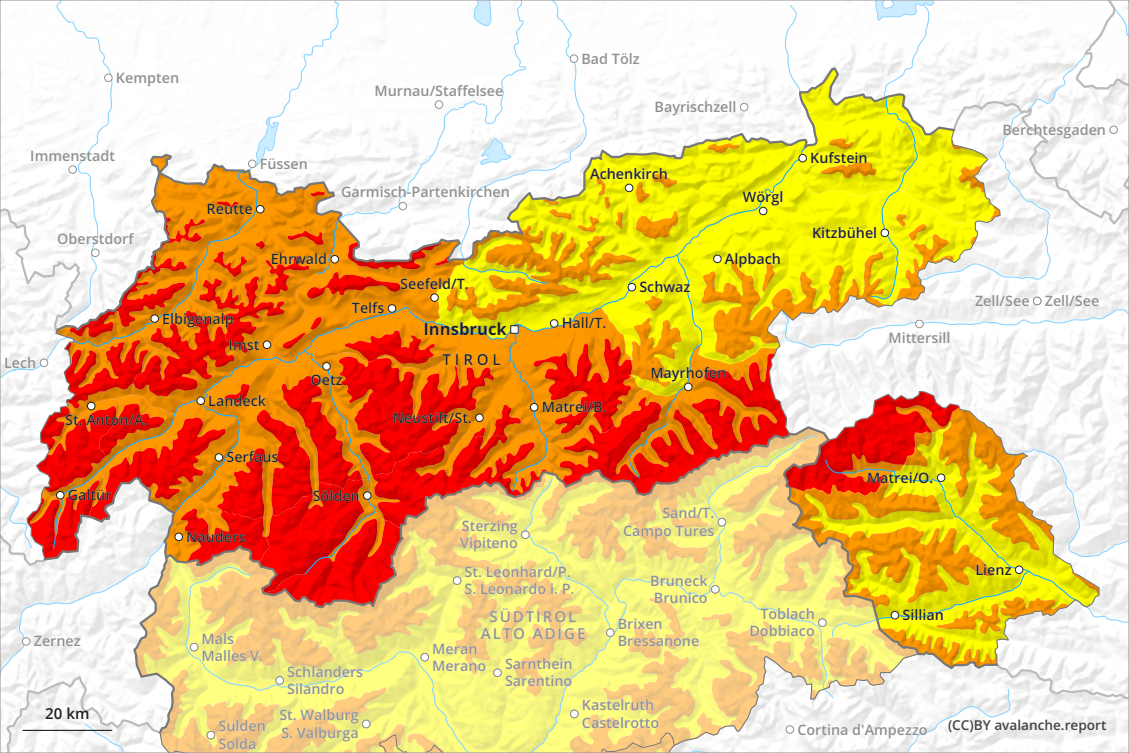 Bad Tölz
Kempten
Murnau/Staffelsee
Bayrischzell
Berchtesgaden
Immenstadt
Füssen
Kufstein
Achenkirch
Garmisch-Partenkirchen
Wörgl
Reutte
Oberstdorf
Kitzbühel
Ehrwald
Alpbach
Seefeld/T.
Schwaz
Zell/See
Zell/See
Telfs
Elbigenalp
Innsbruck
Hall/T.
Mittersill
Imst
TIROL
Lech
Oetz
Mayrhofen
Landeck
St. Anton/A.
Neustift/St.
Matrei/B.
Serfaus
Matrei/O.
Galtür
Sölden
Sand/T.
Campo Tures
Sterzing
Vipiteno
Nauders
St. Leonhard/P.
S. Leonardo i. P.
Bruneck
Brunico
Lienz
SÜDTIROL
ALTO ADIGE
Toblach
Dobbiaco
Sillian
Brixen
Bressanone
Zernez
Mals
Malles V.
Meran
Merano
Sarnthein
Sarentino
Schlanders
Silandro
Kastelruth
Castelrotto
St. Walburg
S. Valburga
20 km
Sulden
Solda
Cortina d'Ampezzo
(CC)BY avalanche.report